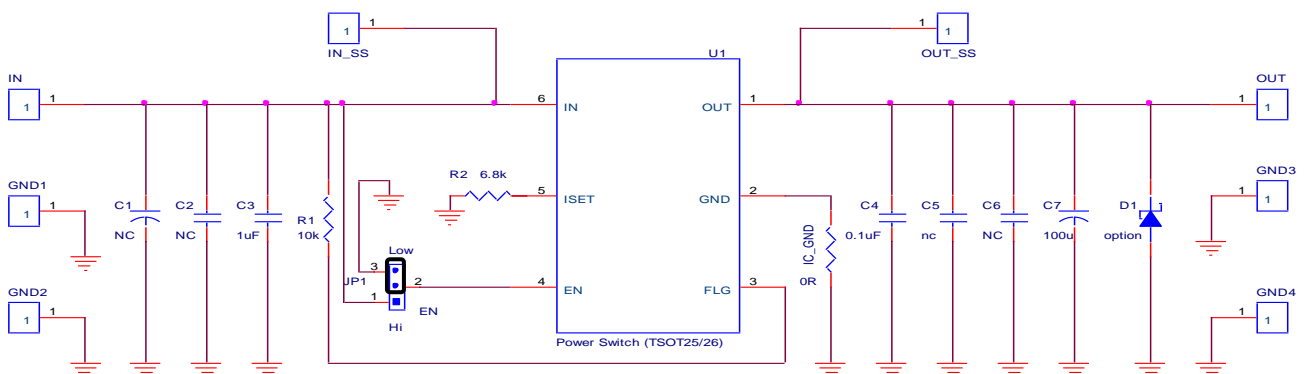 1
1
IN_SS
U1
1
1
OUT_SS
IN
1
1
6
IN
OUT
1
OUT
1
1
GND1
1
1
C1
NC
C2
NC
C3
1uF
R1
10k
R2 6.8k
5
ISET
GND
2
IC_GND
0R
C4
0.1uF
C5
nc
C6
NC
C7
100u
D1
option
GND3
1
1
Low
3
JP1
2
1
EN
Hi
4
EN
FLG
3
GND2
1
1
GND4
1
1
Power Switch (TSOT25/26)